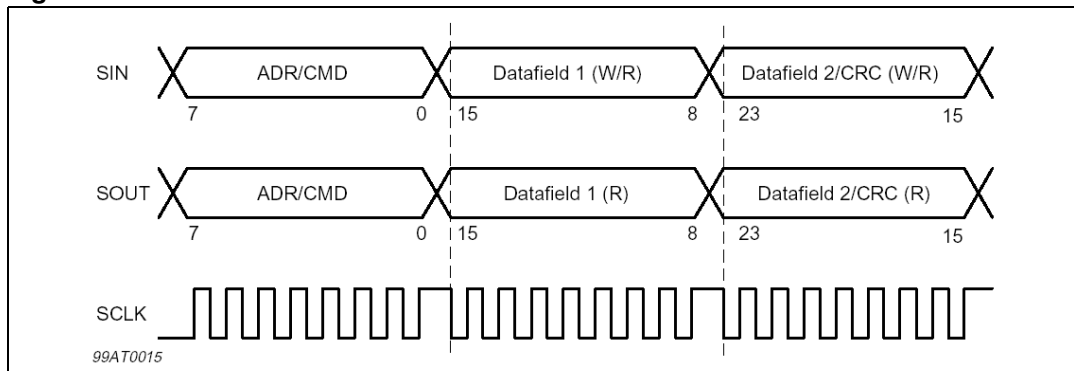 SIN ADR/CMD Datafield 1 (W/R) Datafield 2/CRC (W/R)
7 0 15 8 23 15
SOUT ADR/CMD Datafield 1 (R) Datafield 2/CRC (R)
7 0 15 8 23 15
SCLK
99AT0015